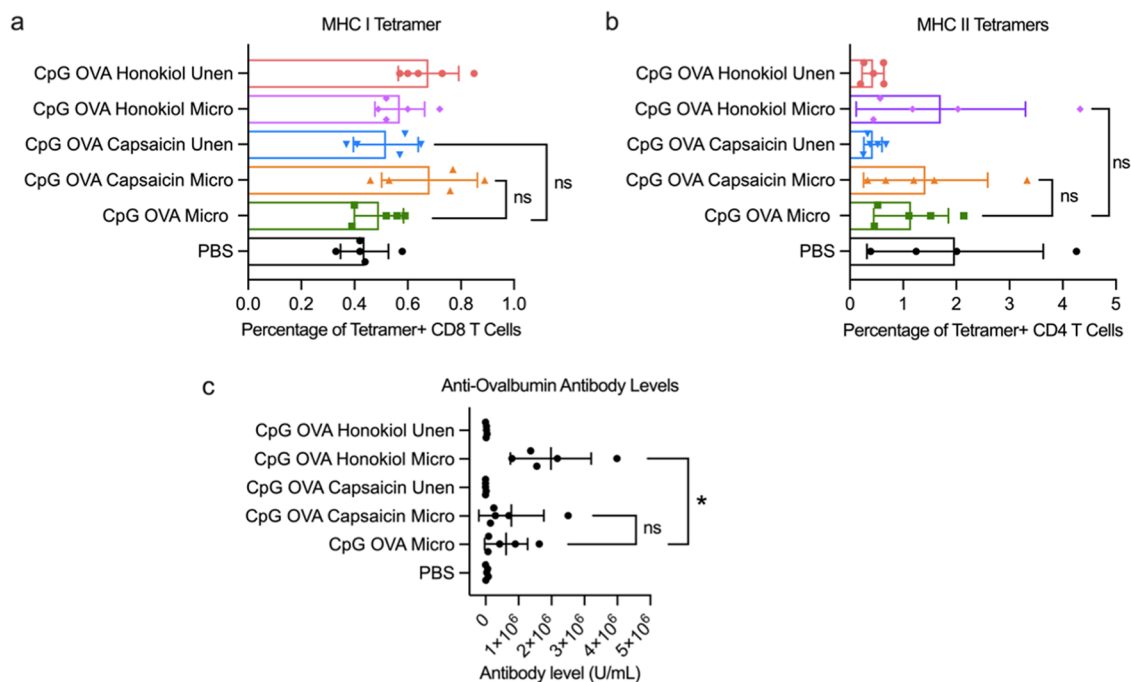 a
MHC I Tetramer
CpG OVA Honokiol Unen
CpG OVA Honokiol Micro
CpG OVA Capsaicin Unen
CpG OVA Capsaicin Micro
CpG OVA Micro
PBS
ns
ns
0.0 0.2 0.4 0.6 0.8 1.0
Percentage of Tetramer+ CD8 T Cells
b
MHC II Tetramers
CpG OVA Honokiol Unen
CpG OVA Honokiol Micro
CpG OVA Capsaicin Unen
CpG OVA Capsaicin Micro
CpG OVA Micro
PBS
ns
ns
0 1 2 3 4 5
Percentage of Tetramer+ CD4 T Cells
c
Anti-Ovalbumin Antibody Levels
CpG OVA Honokiol Unen
CpG OVA Honokiol Micro
CpG OVA Capsaicin Unen
CpG OVA Capsaicin Micro
CpG OVA Micro
PBS
*
ns
0 1×10⁶ 2×10⁶ 3×10⁶ 4×10⁶ 5×10⁶
Antibody level (U/mL)